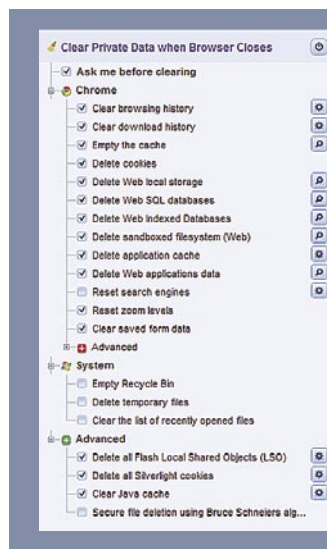 Clear Private Data when Browser Closes
Ask me before clearing
Chrome
Clear browsing history
Clear download history
Empty the cache
Delete cookies
Delete Web local storage
Delete Web SQL databases
Delete Web Indexed Databases
Delete sandboxed filesystem (Web)
Delete application cache
Delete Web applications data
Reset search engines
Reset zoom levels
Clear saved form data
Advanced
System
Empty Recycle Bin
Delete temporary files
Clear the list of recently opened files
Advanced
Delete all Flash Local Shared Objects (LSO)
Delete all Silverlight cookies
Clear Java cache
Secure file deletion using Bruce Schneiers alg...